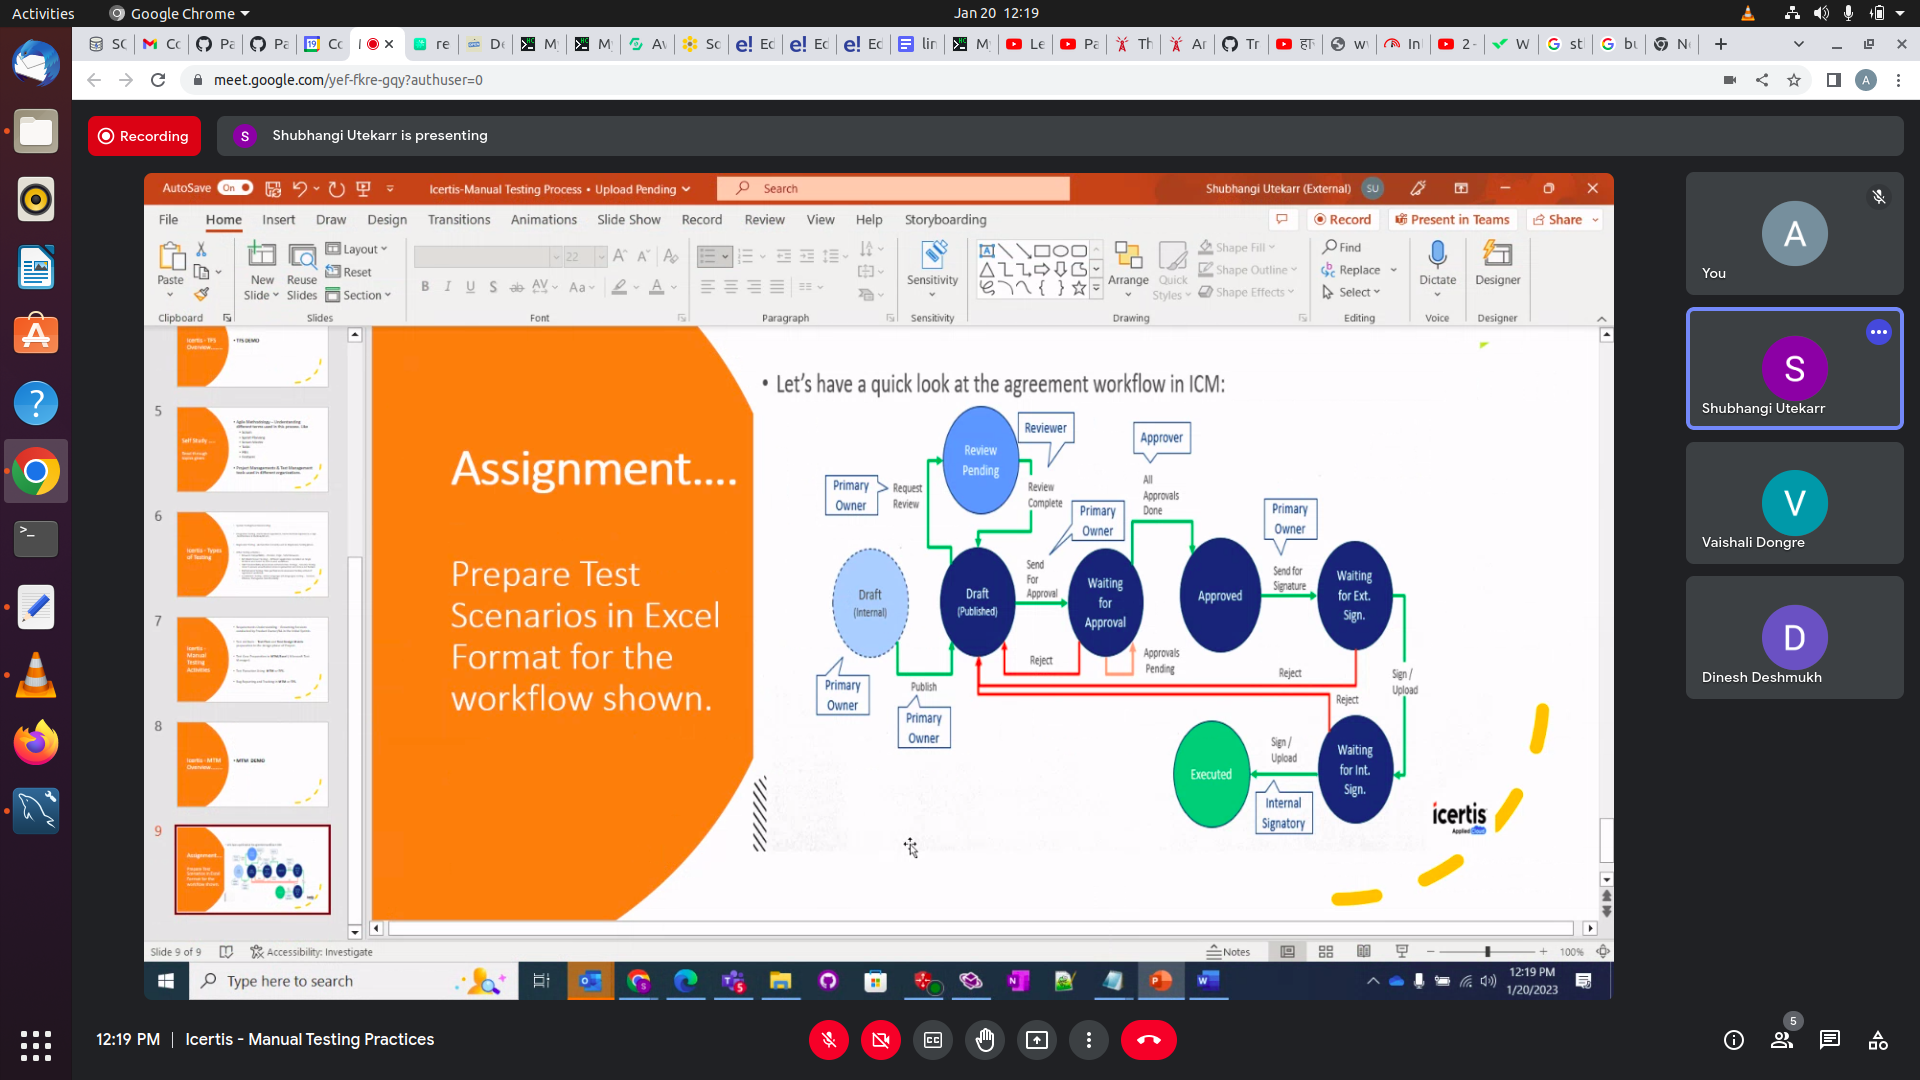 Activities
Google Chrome
Jan 20 12:19
meet.google.com/yef-fkre-gqy?authuser=0
A
Recording
S
Shubhangi Utekarr is presenting
AutoSave
On
Icertis-Manual Testing Process • Upload Pending
Search
Shubhangi Utekarr (External)
SU
File
Home
Insert
Draw
Design
Transitions
Animations
Slide Show
Record
Review
View
Help
Storyboarding
Record
Present in Teams
Share
Paste
New
Slide
Reuse
Slides
Layout
Reset
Section
22
Sensitivity
Arrange
Quick
Styles
Shape Fill
Shape Outline
Shape Effects
Find
Replace
Select
Dictate
Designer
Clipboard
Slides
Font
Paragraph
Sensitivity
Drawing
Editing
Voice
Designer
5
6
7
8
9
Assignment....
Prepare Test
Scenarios in Excel
Format for the
workflow shown.
• Let's have a quick look at the agreement workflow in ICM:
Review
Pending
Reviewer
Approver
Primary
Owner
Request
Review
Review
Complete
All
Approvals
Done
Primary
Owner
Primary
Owner
Draft
(Internal)
Draft
(Published)
Send
For
Approval
Waiting
for
Approval
Approved
Send for
Signature
Waiting
for Ext.
Sign.
Reject
Approvals
Pending
Reject
Sign /
Upload
Primary
Owner
Publish
Primary
Owner
Reject
Executed
Sign /
Upload
Waiting
for Int.
Sign.
Internal
Signatory
icertis
Applied Cloud
Slide 9 of 9
Accessibility: Investigate
Notes
100%
Type here to search
12:19 PM
1/20/2023
A
You
S
Shubhangi Utekarr
V
Vaishali Dongre
D
Dinesh Deshmukh
12:19 PM | Icertis - Manual Testing Practices
5